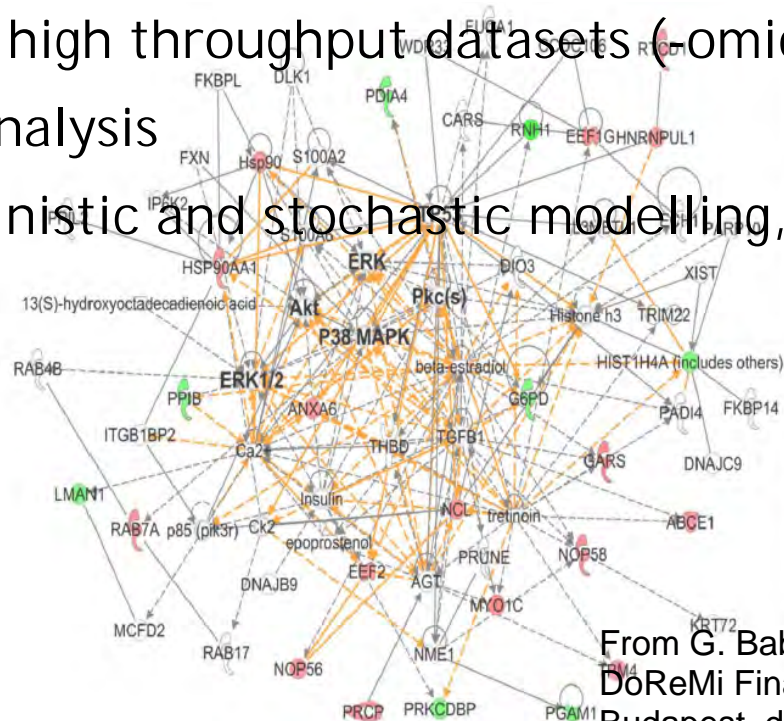 high throughput datasets (-omic
nalysis
nistic and stochastic modelling,
FKBPL
DLK1
PDIA4
CARS
RNH1
EEF1G
HNRNPUL1
FXN
Hsp90
S100A2
IP6K2
HSP90AA1
ERK
DIO3
XIST
13(S)-hydroxyoctadecadienoic acid
Akt
Pkc(s)
Histone h3
TRIM22
P38 MAPK
RAB4B
beta-estradiol
HIST1H4A (includes others)
ERK1/2
PPIB
ANXA6
G6PD
PADI4
FKBP14
ITGB1BP2
Ca2+
THBD
TGFB1
GARS
DNAJC9
LMAN1
Insulin
NCL
tretinoin
ABCE1
RAB7A
p85 (pik3r)
Ck2
epoprostenol
EEF2
AGT
PRUNE
NOP58
DNAJB9
MYO1C
MCFD2
RAB17
NOP56
NME1
KRT72
From G. Bab
PRCP
PRKCDBP
PGAM1
DoReMi Fina
Budapest, d